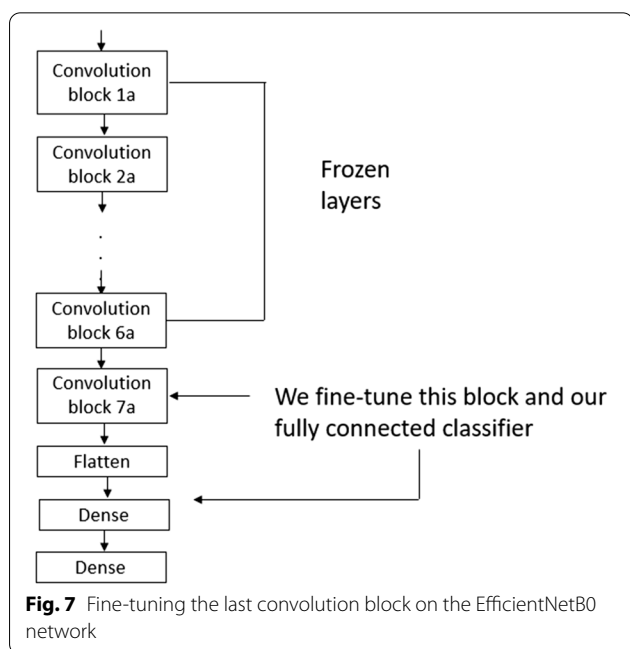 Convolution
block 1a
Convolution
block 2a
Frozen
layers
Convolution
block 6a
Convolution
block 7a
We fine-tune this block and our
fully connected classifier
Flatten
Dense
Dense
Fig. 7 Fine-tuning the last convolution block on the EfficientNetB0
network